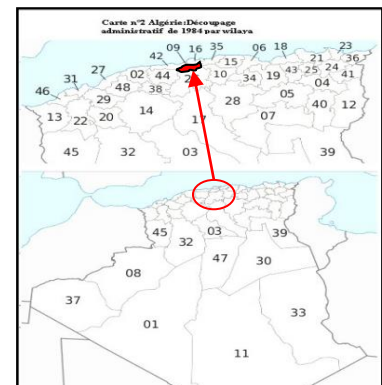 Carte n°2 Algérie:Découpage
administratif de 1984 par wilaya
09 16 35 06 18 23
42 15 21 36
27 02 44 10 34 19 43 25 24 41
31 48 38 04
46 29 05
13 22 20 14 28 40 12
17 07
45 32 03 39
45 32 03 39
08 47 30
37 01 33
11